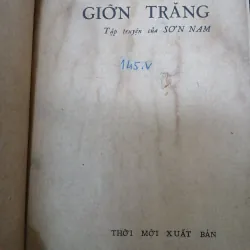 GIỠN TRĂNG
Tập truyện của SƠN NAM
145.V
THỜI MỚI XUẤT BẢN